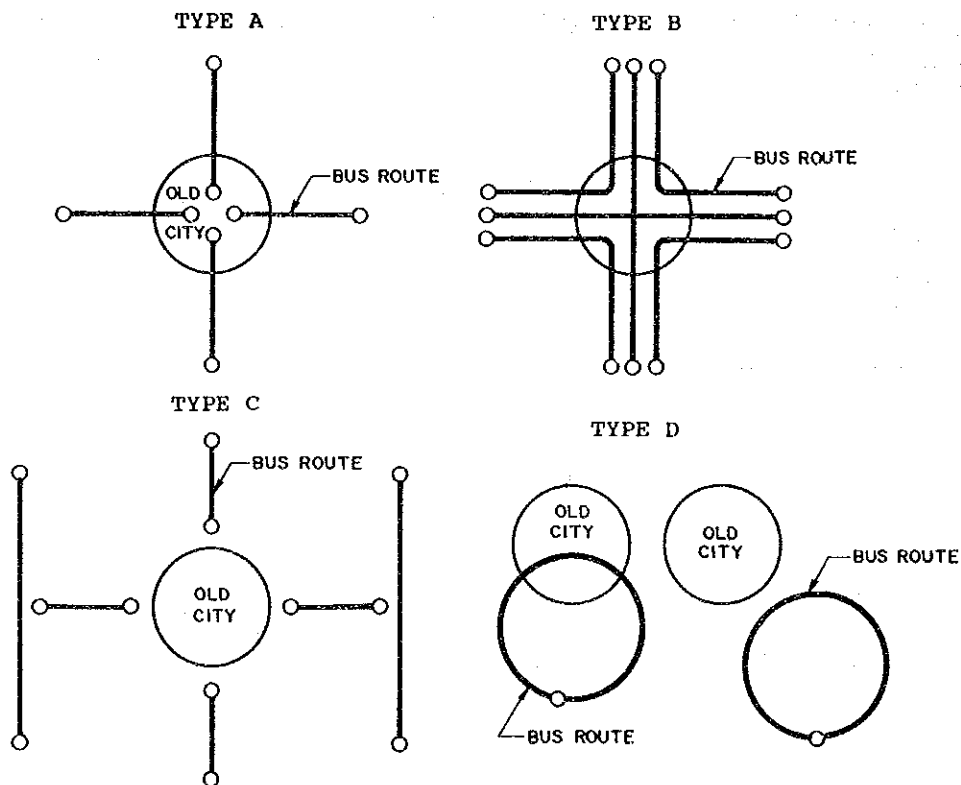 TYPE A
TYPE B
BUS ROUTE
OLD
CITY
BUS ROUTE
TYPE C
TYPE D
BUS ROUTE
OLD
CITY
OLD
CITY
OLD
CITY
BUS ROUTE
BUS ROUTE